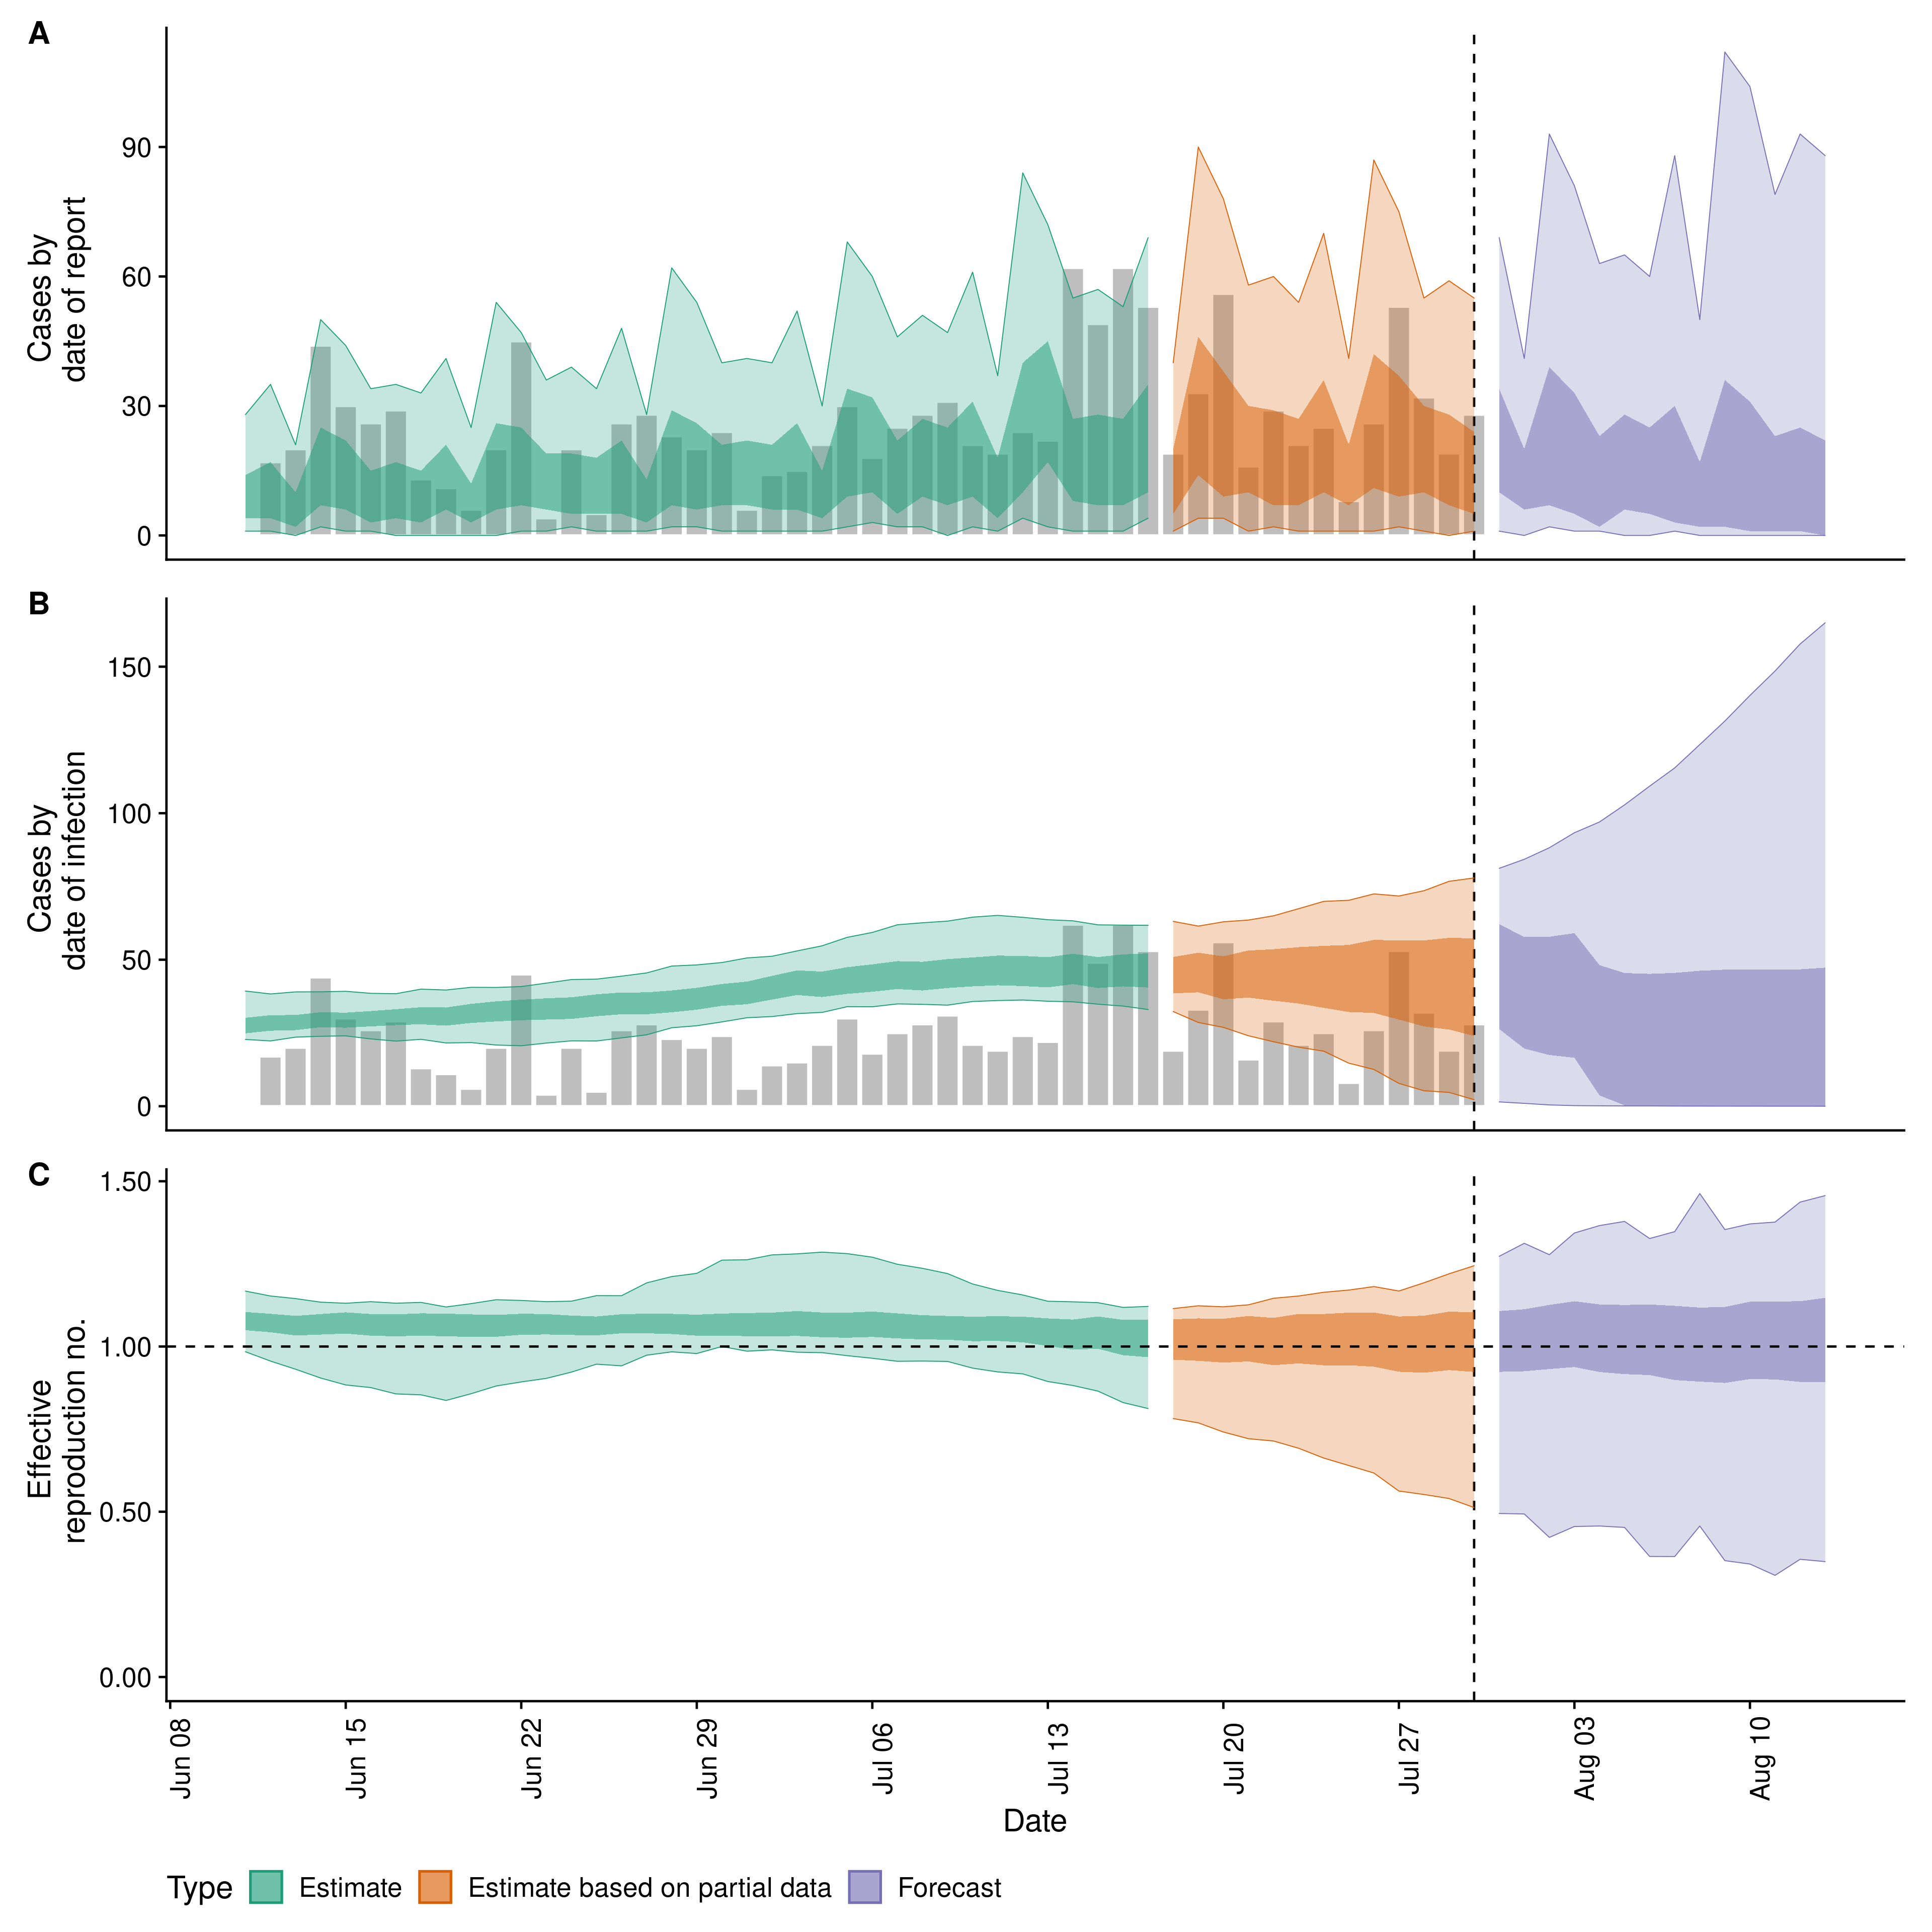 A
Cases by
date of report
90
60
30
0
B
Cases by
date of infection
150
100
50
0
C
Effective
reproduction no.
1.50
1.00
0.50
0.00
Jun 08
Jun 15
Jun 22
Jun 29
Jul 06
Jul 13
Jul 20
Jul 27
Aug 03
Aug 10
Date
Type Estimate Estimate based on partial data Forecast